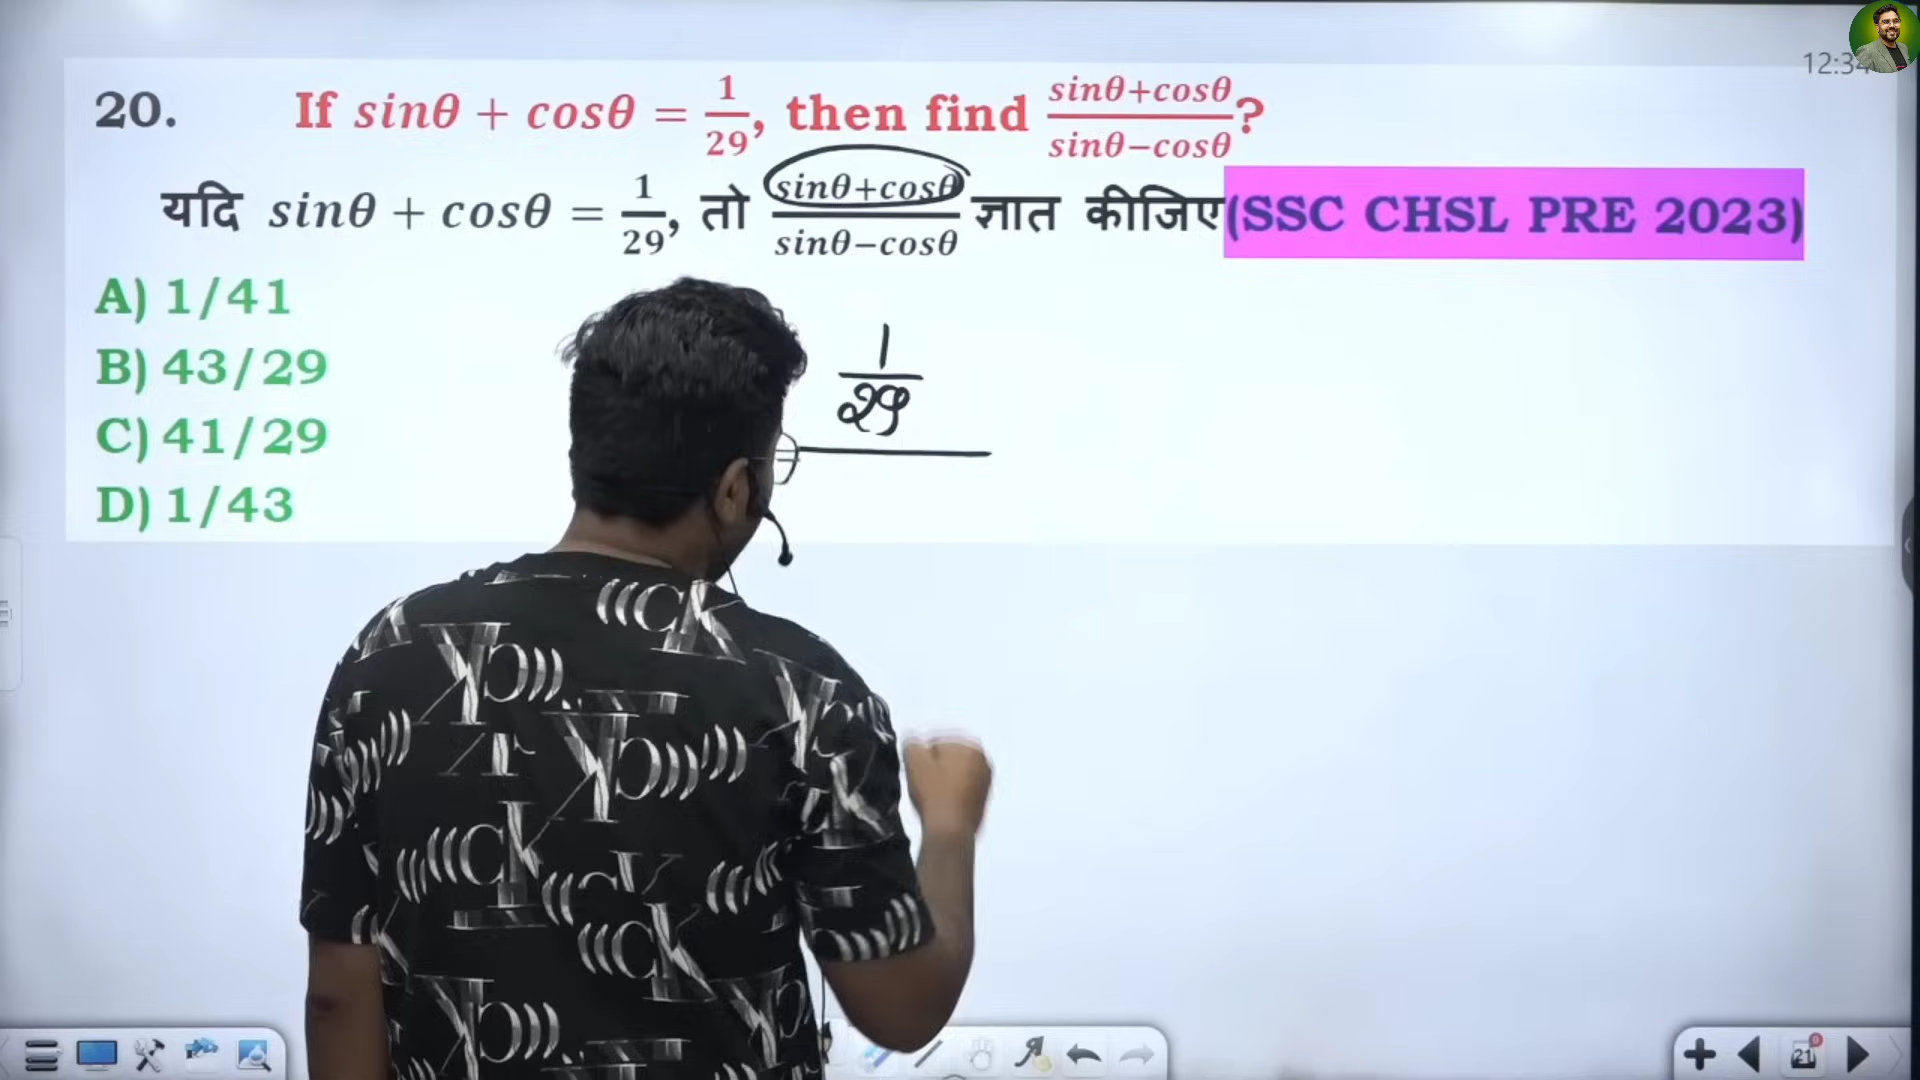 12:34
20. If sinθ + cosθ = 1/29, then find (sinθ+cosθ)/(sinθ−cosθ)?
यदि sinθ + cosθ = 1/29, तो (sinθ+cosθ)/(sinθ−cosθ) ज्ञात कीजिए(SSC CHSL PRE 2023)
A) 1/41
B) 43/29
C) 41/29
D) 1/43
1/29
21